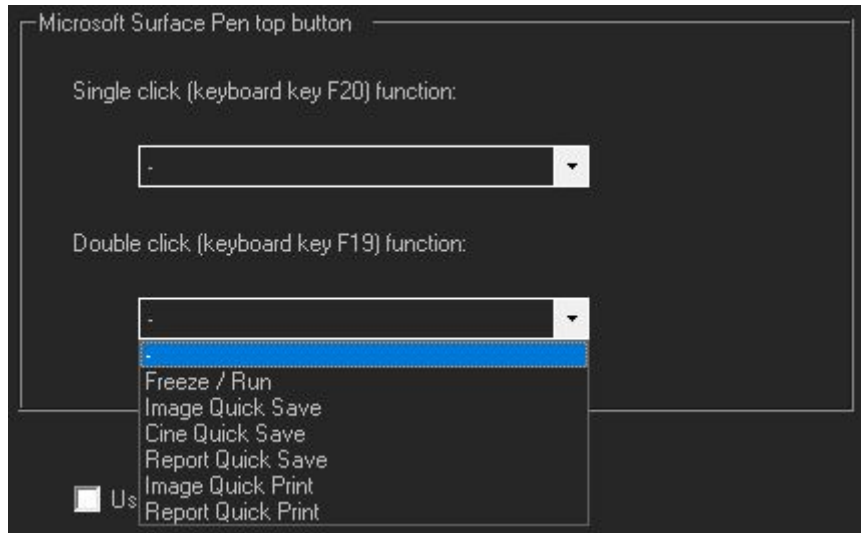 Microsoft Surface Pen top button
Single click (keyboard key F20) function:
-
Double click (keyboard key F19) function:
-
-
Freeze / Run
Image Quick Save
Cine Quick Save
Report Quick Save
Image Quick Print
Us
Report Quick Print